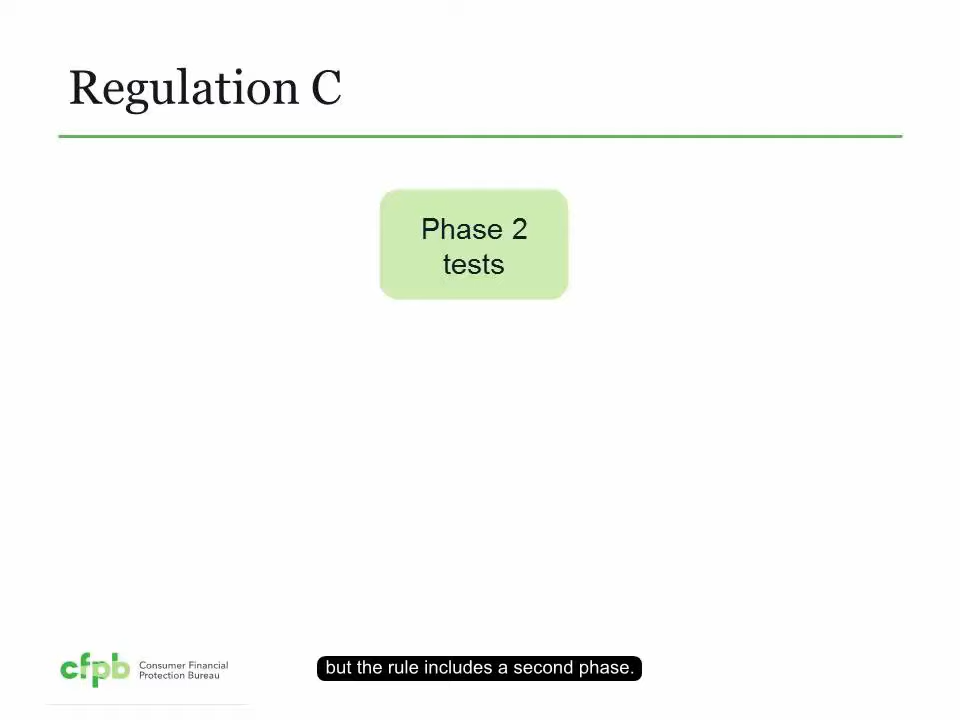 Regulation C
Phase 2
tests
cfpb
Consumer Financial
Protection Bureau
but the rule includes a second phase.